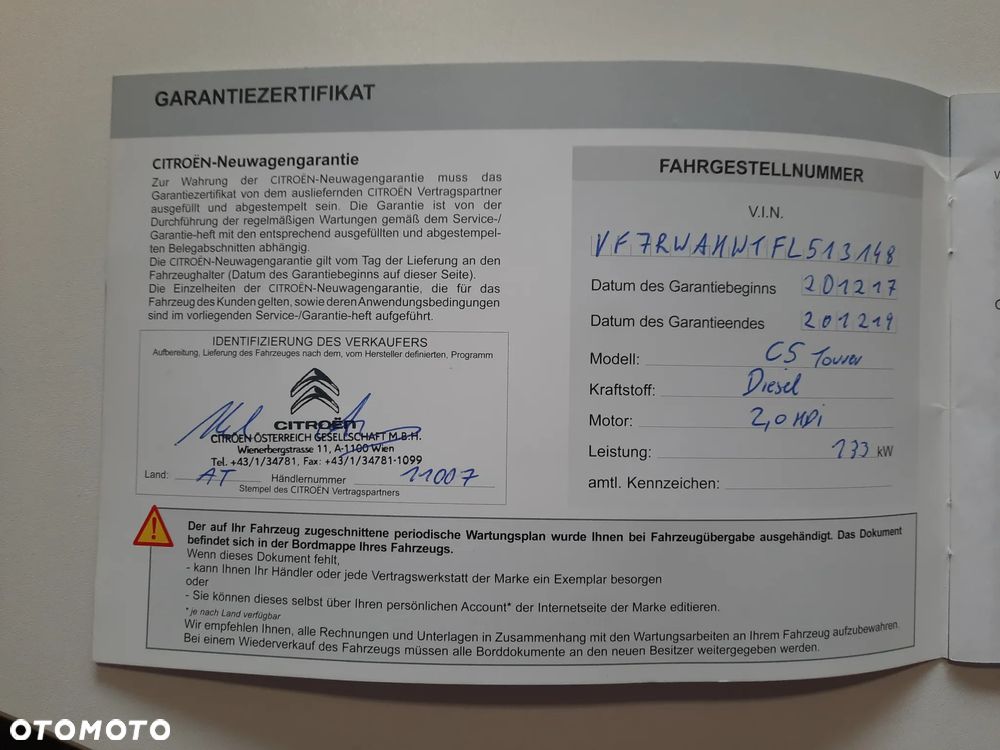 GARANTIEZERTIFIKAT
CITROËN-Neuwagengarantie
Zur Wahrung der CITROËN-Neuwagengarantie muss das
Garantiezertifikat von dem ausliefernden CITROËN Vertragspartner
ausgefüllt und abgestempelt sein. Die Garantie ist von der
Durchführung der regelmäßigen Wartungen gemäß dem Service-/
Garantie-heft mit den entsprechend ausgefüllten und abgestempel-
ten Belegabschnitten abhängig.
Die CITROËN-Neuwagengarantie gilt vom Tag der Lieferung an den
Fahrzeughalter (Datum des Garantiebeginns auf dieser Seite).
Die Einzelheiten der CITROËN-Neuwagengarantie, die für das
Fahrzeug des Kunden gelten, sowie deren Anwendungsbedingungen
sind im vorliegenden Service-/Garantie-heft aufgeführt.
IDENTIFIZIERUNG DES VERKAUFERS
Aufbereitung, Lieferung des Fahrzeuges nach dem, vom Hersteller definierten, Programm
CITROËN
CITROËN ÖSTERREICH GESELLSCHAFT M.B.H.
Wienerbergstrasse 11, A-1100 Wien
Tel. +43/1/34781, Fax: +43/1/34781-1099
Land: AT Händlernummer 11007
Stempel des CITROËN Vertragspartners
FAHRGESTELLNUMMER
V.I.N.
VF7RWAHWTFL513148
Datum des Garantiebeginns 201217
Datum des Garantieendes 201219
Modell: C5 Tourer
Kraftstoff: Diesel
Motor: 2,0 HDi
Leistung: 133 kW
amtl. Kennzeichen:
Der auf Ihr Fahrzeug zugeschnittene periodische Wartungsplan wurde Ihnen bei Fahrzeugübergabe ausgehändigt. Das Dokument
befindet sich in der Bordmappe Ihres Fahrzeugs.
Wenn dieses Dokument fehlt,
- kann Ihnen Ihr Händler oder jede Vertragswerkstatt der Marke ein Exemplar besorgen
oder
- Sie können dieses selbst über Ihren persönlichen Account* der Internetseite der Marke editieren.
* je nach Land verfügbar
Wir empfehlen Ihnen, alle Rechnungen und Unterlagen in Zusammenhang mit den Wartungsarbeiten an Ihrem Fahrzeug aufzubewahren.
Bei einem Wiederverkauf des Fahrzeugs müssen alle Borddokumente an den neuen Besitzer weitergegeben werden.
OTOMOTO